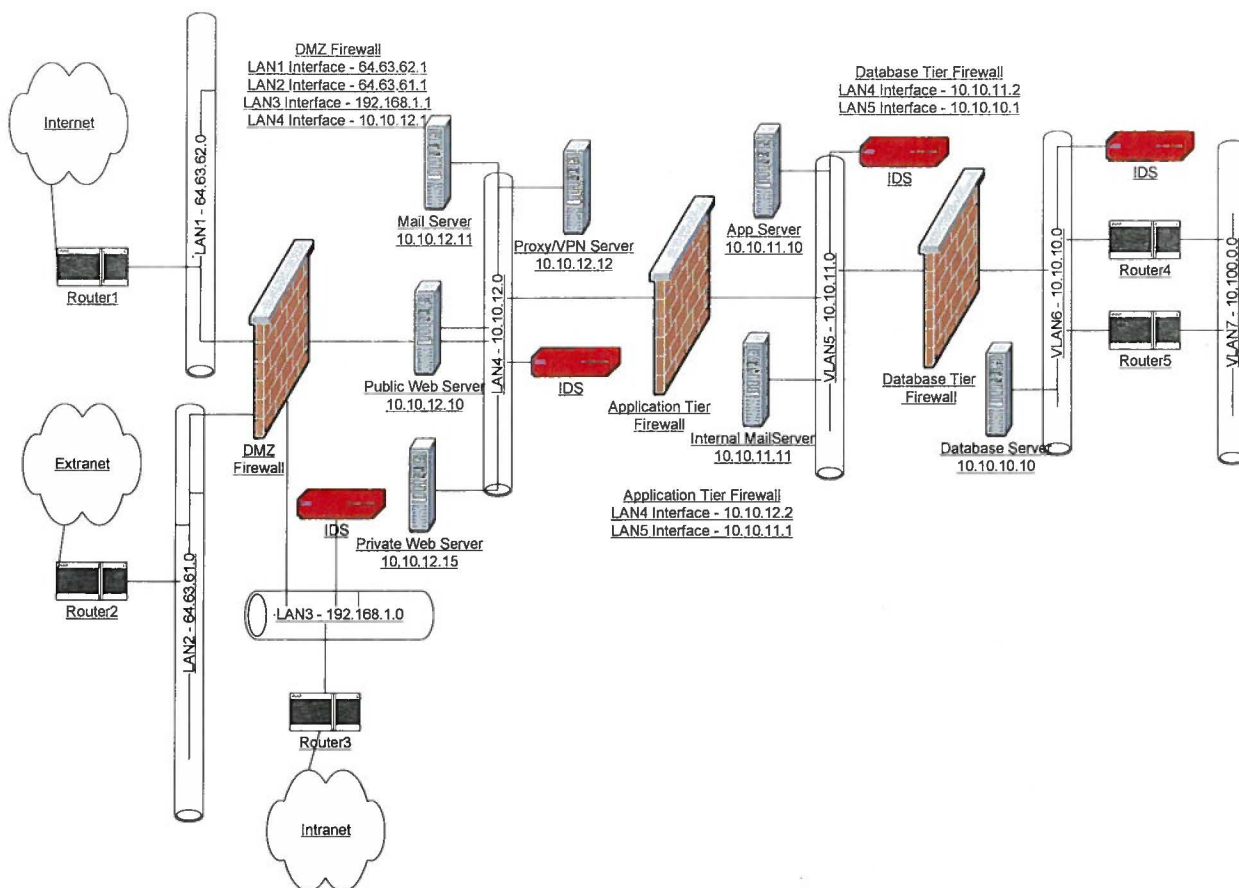 DMZ Firewall
LAN1 Interface - 64.63.62.1
LAN2 Interface - 64.63.61.1
LAN3 Interface - 192.168.1.1
LAN4 Interface - 10.10.12.1
Database Tier Firewall
LAN4 Interface - 10.10.11.2
LAN5 Interface - 10.10.10.1
Internet
Router1
LAN1 - 64.63.62.0
Mail Server
10.10.12.11
Proxy/VPN Server
10.10.12.12
App Server
10.10.11.10
IDS
IDS
Router4
Router5
LAN4 - 10.10.12.0
VLAN5 - 10.10.11.0
VLAN6 - 10.10.10.0
VLAN7 - 10.100.0.0
Public Web Server
10.10.12.10
IDS
Application Tier
Firewall
Database Tier
Firewall
Extranet
DMZ
Firewall
Internal MailServer
10.10.11.11
Database Server
10.10.10.10
Application Tier Firewall
LAN4 Interface - 10.10.12.2
LAN5 Interface - 10.10.11.1
IDS
Private Web Server
10.10.12.15
Router2
LAN2 - 64.63.61.0
LAN3 - 192.168.1.0
Router3
Intranet